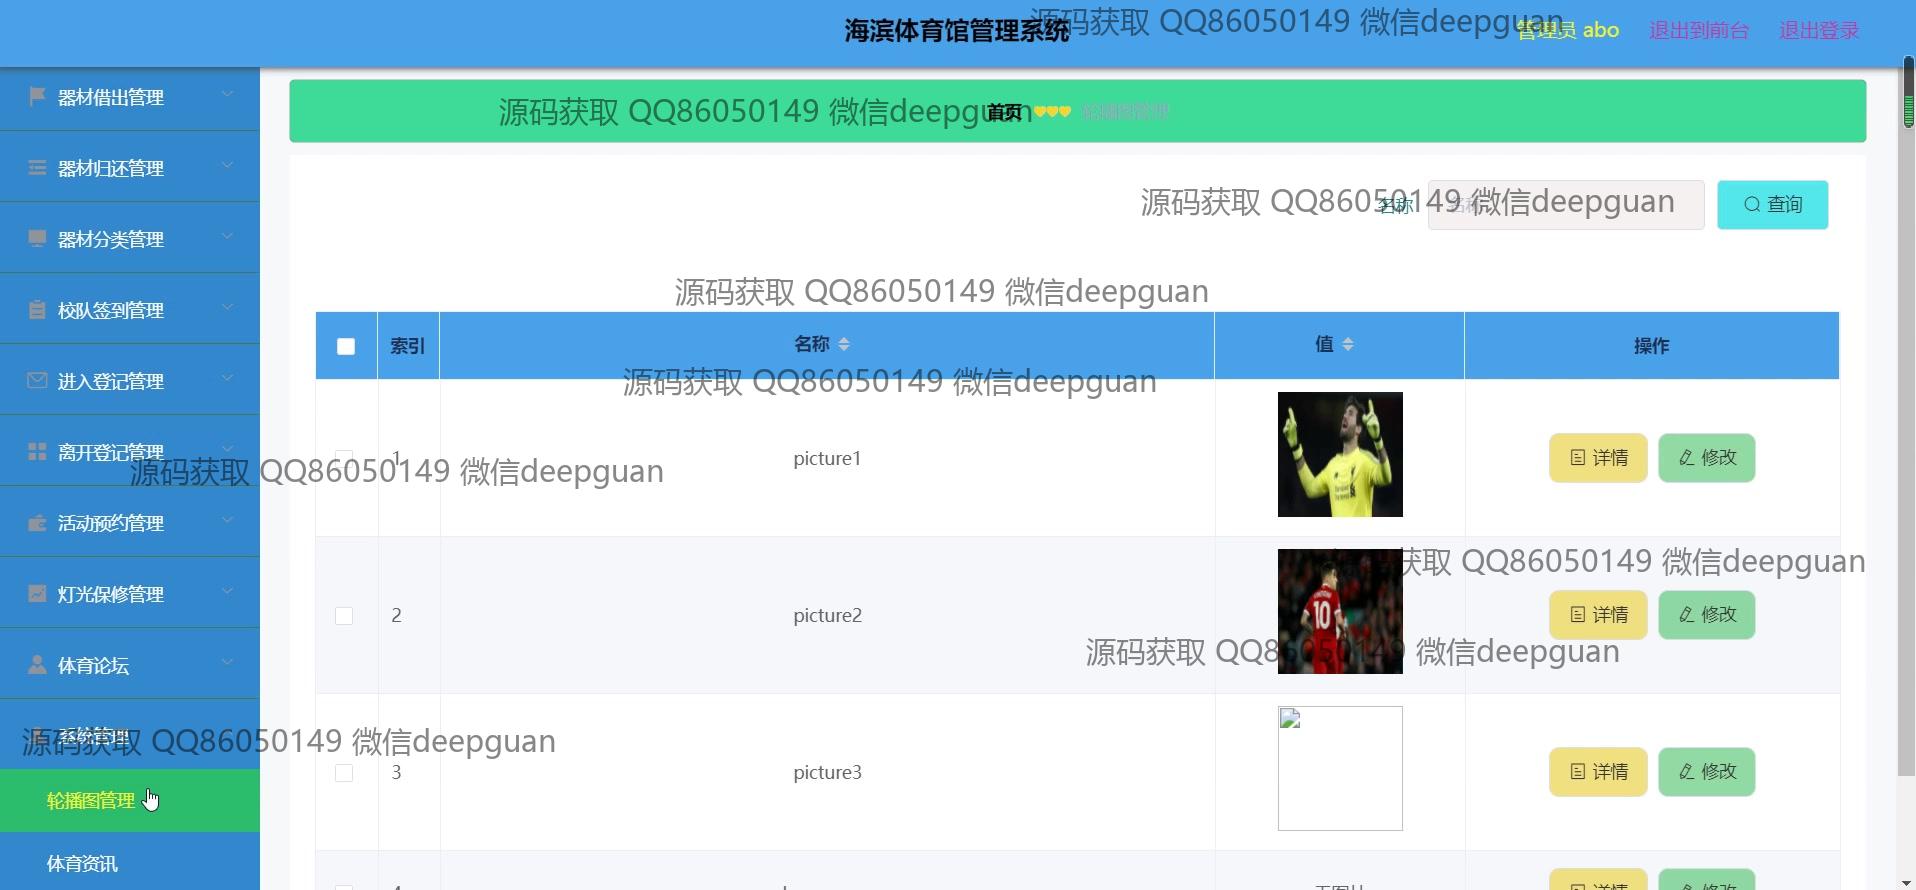 海滨体育馆管理系统
源码获取 QQ86050149 微信deepguan
管理员 abo
退出到前台
退出登录
器材借出管理
器材归还管理
器材分类管理
校队签到管理
进入登记管理
离开登记管理
活动预约管理
灯光保修管理
体育论坛
系统管理
轮播图管理
体育资讯
源码获取 QQ86050149 微信deepguan
首页
轮播图管理
源码获取 QQ86050149 微信deepguan
名称
名称
查询
源码获取 QQ86050149 微信deepguan
索引
名称
值
操作
源码获取 QQ86050149 微信deepguan
1
picture1
详情
修改
源码获取 QQ86050149 微信deepguan
获取 QQ86050149 微信deepguan
2
picture2
10
详情
修改
源码获取 QQ86050149 微信deepguan
源码获取 QQ86050149 微信deepguan
3
picture3
详情
修改